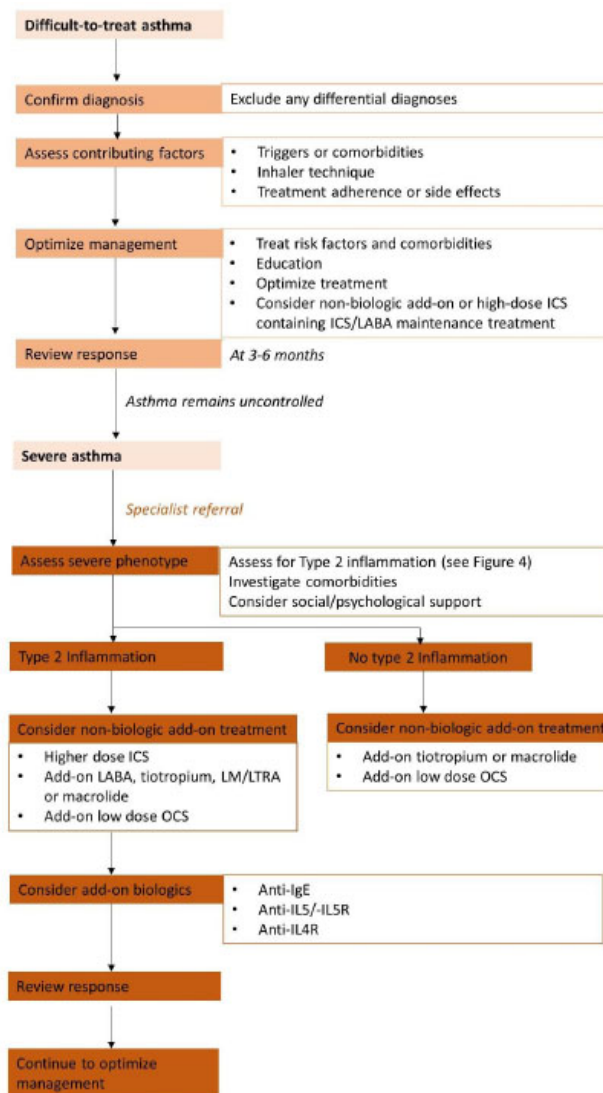 Difficult-to-treat asthma
Confirm diagnosis
Exclude any differential diagnoses
Assess contributing factors
• Triggers or comorbidities
• Inhaler technique
• Treatment adherence or side effects
Optimize management
• Treat risk factors and comorbidities
• Education
• Optimize treatment
• Consider non-biologic add-on or high-dose ICS
containing ICS/LABA maintenance treatment
Review response
At 3-6 months
Asthma remains uncontrolled
Severe asthma
Specialist referral
Assess severe phenotype
Assess for Type 2 inflammation (see Figure 4)
Investigate comorbidities
Consider social/psychological support
Type 2 Inflammation
No type 2 Inflammation
Consider non-biologic add-on treatment
• Higher dose ICS
• Add-on LABA, tiotropium, LM/LTRA
or macrolide
• Add-on low dose OCS
Consider non-biologic add-on treatment
• Add-on tiotropium or macrolide
• Add-on low dose OCS
Consider add-on biologics
• Anti-IgE
• Anti-IL5/-IL5R
• Anti-IL4R
Review response
Continue to optimize
management